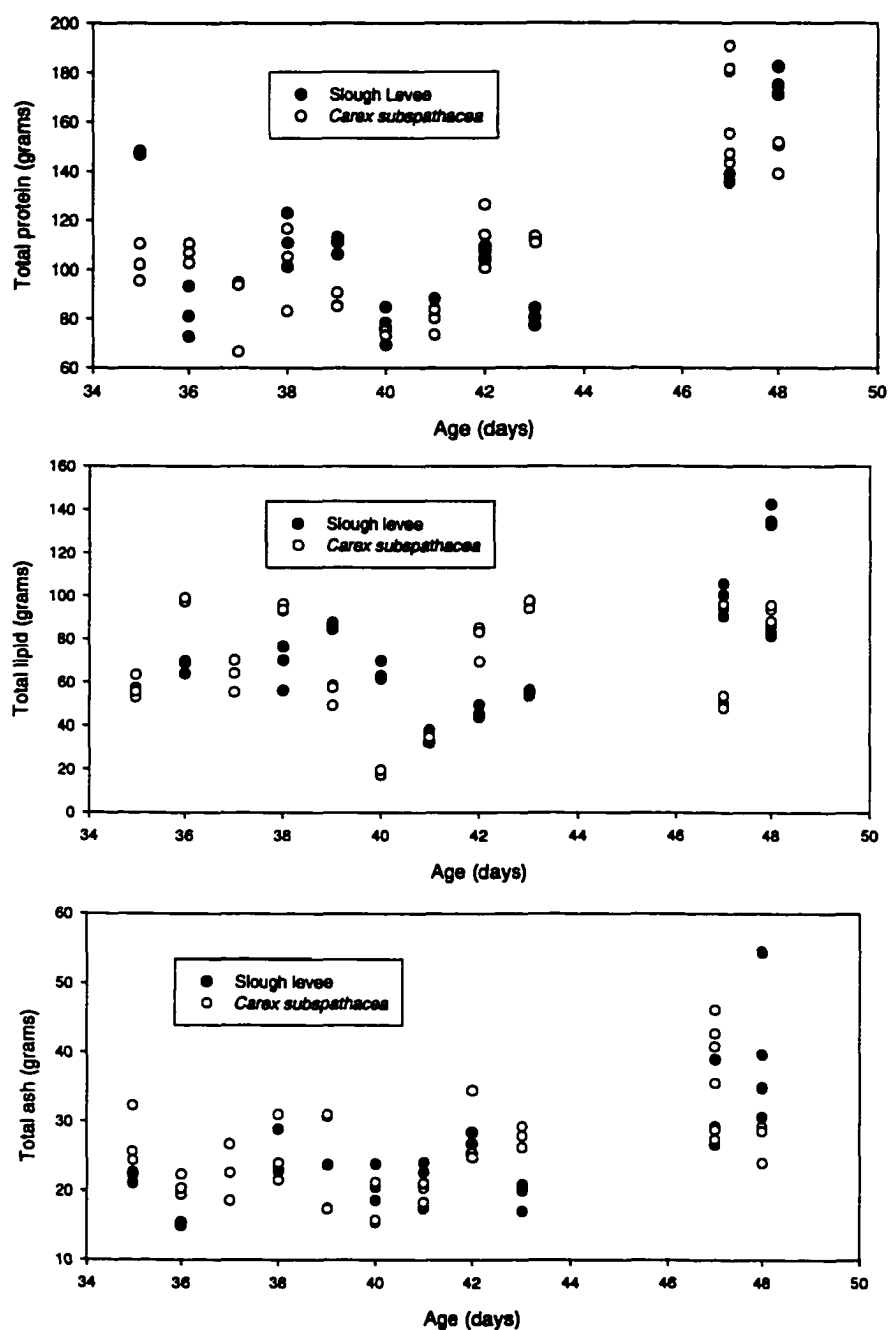 200
180
160
140
120
100
80
60
Total protein (grams)
Slough Levee
Carex subspathacea
34 36 38 40 42 44 46 48 50
Age (days)
160
140
120
100
80
60
40
20
0
Total lipid (grams)
Slough levee
Carex subspathacea
34 36 38 40 42 44 46 48 50
Age (days)
60
50
40
30
20
10
Total ash (grams)
Slough levee
Carex subspathacea
34 36 38 40 42 44 46 48 50
Age (days)